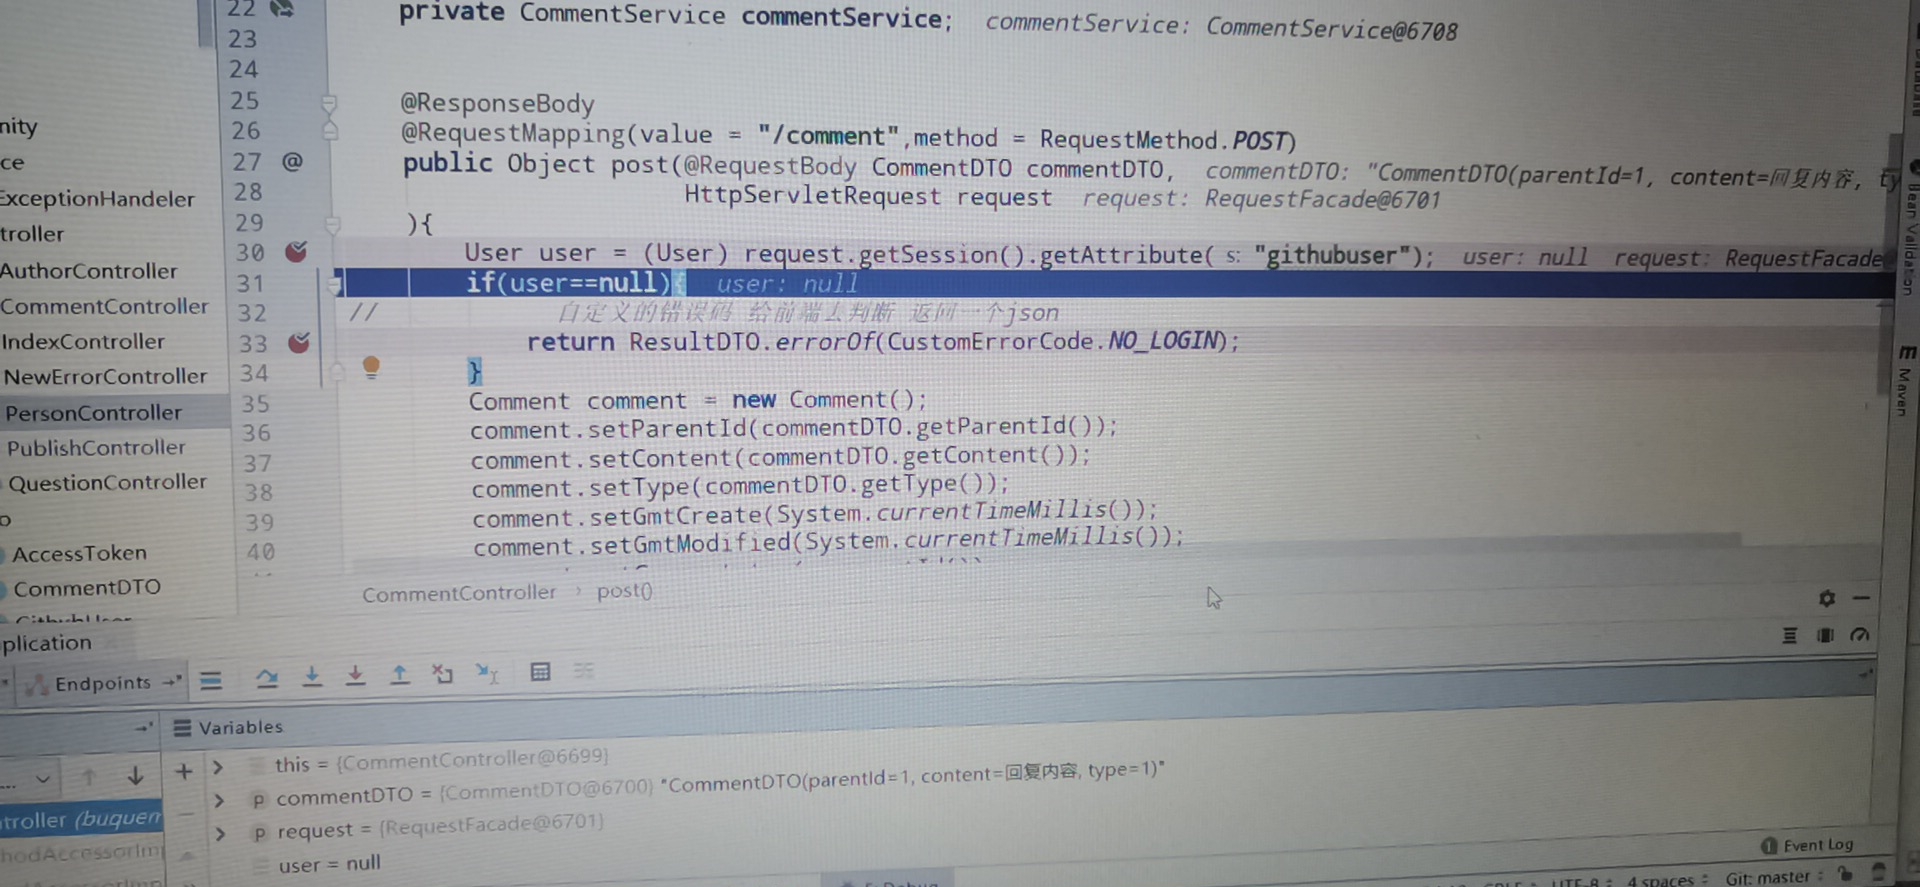 22 private CommentService commentService; commentService: CommentService@6708
23
24
25 @ResponseBody
26 @RequestMapping(value = "/comment",method = RequestMethod.POST)
27 @ public Object post(@RequestBody CommentDTO commentDTO, commentDTO: "CommentDTO(parentId=1, content=回复内容, ty
28 HttpServletRequest request request: RequestFacade@6701
29 ){
30 User user = (User) request.getSession().getAttribute( s: "githubuser"); user: null request: RequestFacade
31 if(user==null){ user: null
32 // 自定义的错误码 给前端去判断 返回一个json
33 return ResultDTO.errorOf(CustomErrorCode.NO_LOGIN);
34 }
35 Comment comment = new Comment();
36 comment.setParentId(commentDTO.getParentId());
37 comment.setContent(commentDTO.getContent());
38 comment.setType(commentDTO.getType());
39 comment.setGmtCreate(System.currentTimeMillis());
40 comment.setGmtModified(System.currentTimeMillis());
CommentController › post()
nity
ce
ExceptionHandeler
troller
AuthorController
CommentController
IndexController
NewErrorController
PersonController
PublishController
QuestionController
o
AccessToken
CommentDTO
plication
Endpoints
Variables
this = {CommentController@6699}
commentDTO = {CommentDTO@6700} "CommentDTO(parentId=1, content=回复内容, type=1)"
request = {RequestFacade@6701}
user = null
troller (buquen
hodAccessorIm
Event Log
UTF-8
4 spaces
Git: master
Bean Validation
m Maven